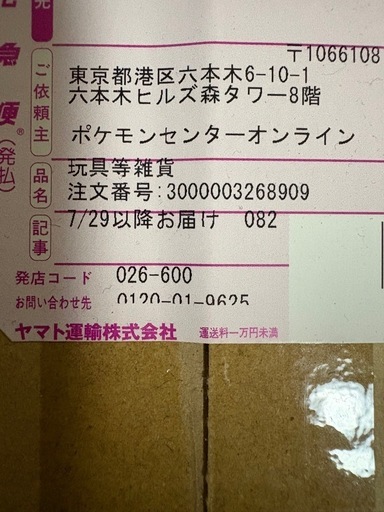 先
〒1066108
東京都港区六本木6-10-1
六本木ヒルズ森タワー8階
ご依頼主
ポケモンセンターオンライン
急便®
(発払
品名
玩具等雑貨
注文番号:3000003268909
記事
7/29以降お届け 082
発店コード 026-600
お問い合わせ先 0120-01-9625
ヤマト運輸株式会社 運送料一万円未満